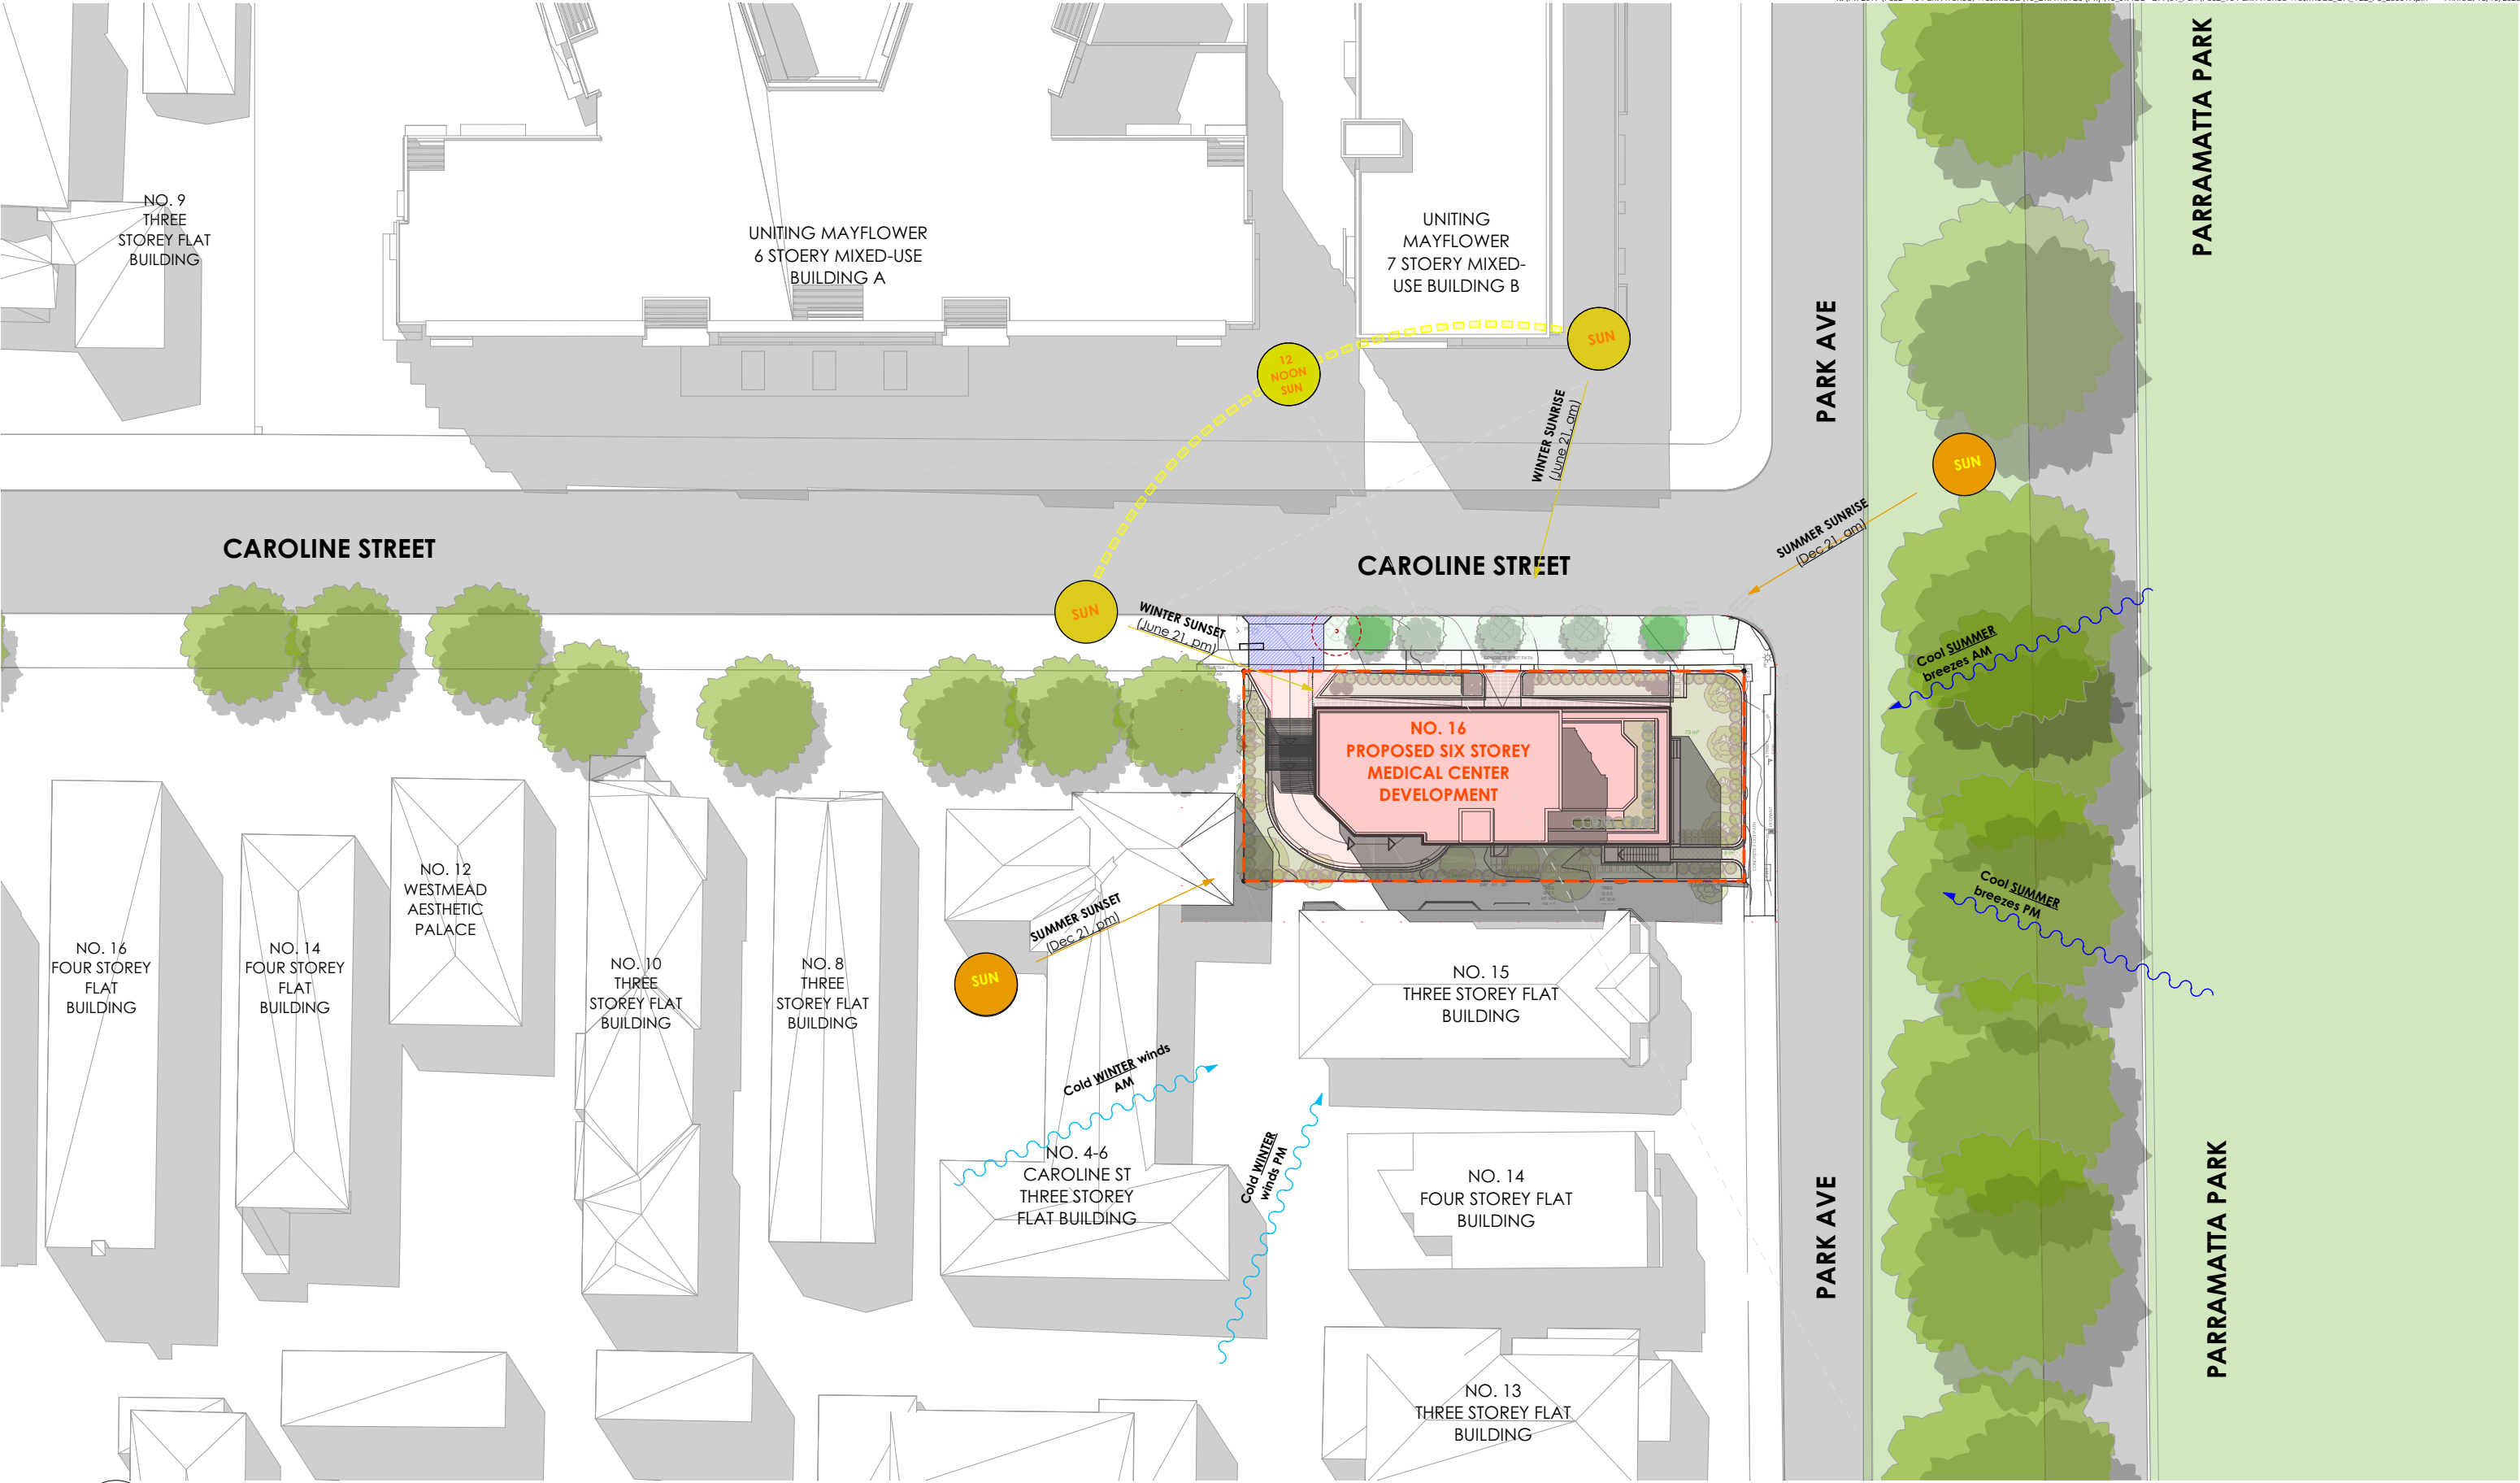 PARRAMATTA PARK
NO. 9
THREE
STOREY FLAT
BUILDING
UNITING MAYFLOWER
6 STOERY MIXED-USE
BUILDING A
UNITING
MAYFLOWER
7 STOERY MIXED-
USE BUILDING B
PARK AVE
SUN
12
NOON
SUN
WINTER SUNRISE
(June 21, am)
SUN
SUMMER SUNRISE
(Dec 21, am)
CAROLINE STREET
CAROLINE STREET
SUN
WINTER SUNSET
(June 21, pm)
Cool SUMMER
breezes AM
NO. 16
PROPOSED SIX STOREY
MEDICAL CENTER
DEVELOPMENT
NO. 12
WESTMEAD
AESTHETIC
PALACE
SUMMER SUNSET
(Dec 21, pm)
SUN
Cool SUMMER
breezes PM
NO. 16
FOUR STOREY
FLAT
BUILDING
NO. 14
FOUR STOREY
FLAT
BUILDING
NO. 10
THREE
STOREY FLAT
BUILDING
NO. 8
THREE
STOREY FLAT
BUILDING
NO. 15
THREE STOREY FLAT
BUILDING
Cold WINTER winds
AM
Cold WINTER
winds PM
NO. 4-6
CAROLINE ST
THREE STOREY
FLAT BUILDING
NO. 14
FOUR STOREY FLAT
BUILDING
PARK AVE
PARRAMATTA PARK
NO. 13
THREE STOREY FLAT
BUILDING